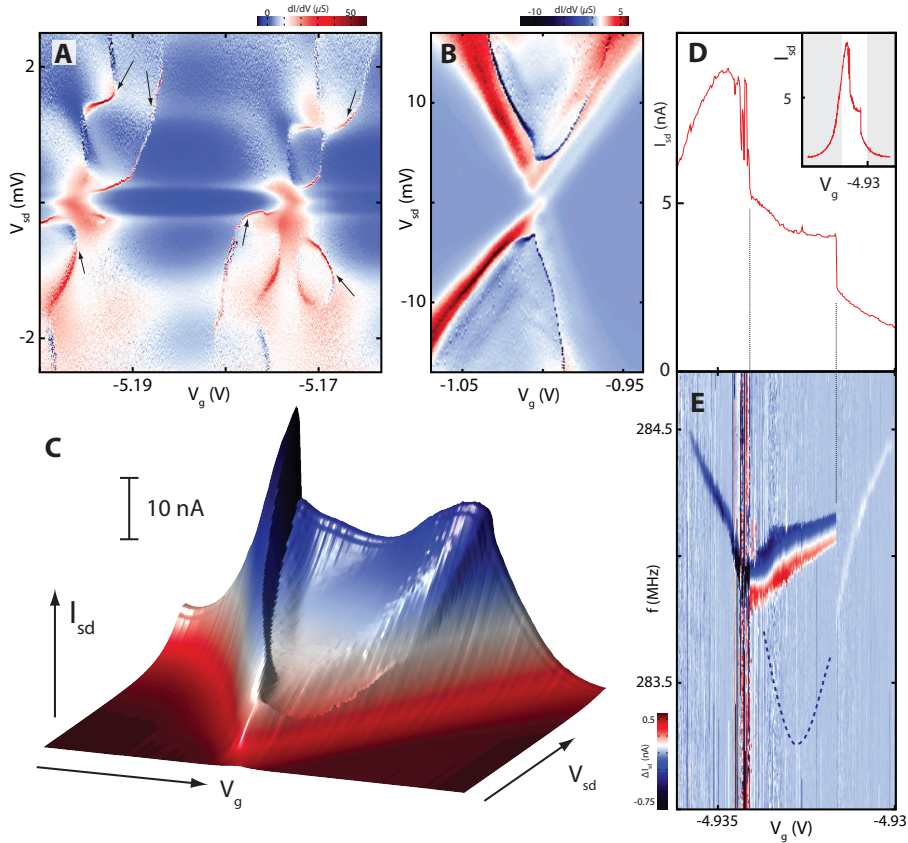 dI/dV (µS)
0 50
A
2
0
-2
V_sd (mV)
-5.19 -5.17
V_g (V)
dI/dV (µS)
-10 5
B
10
0
-10
V_sd (mV)
-1.05 -0.95
V_g (V)
C
10 nA
I_sd
V_g
V_sd
D
I_sd (nA)
5
0
I_sd
5
V_g -4.93
E
284.5
f (MHz)
283.5
0.5
ΔI_sd (nA)
-0.75
-4.935 -4.93
V_g (V)